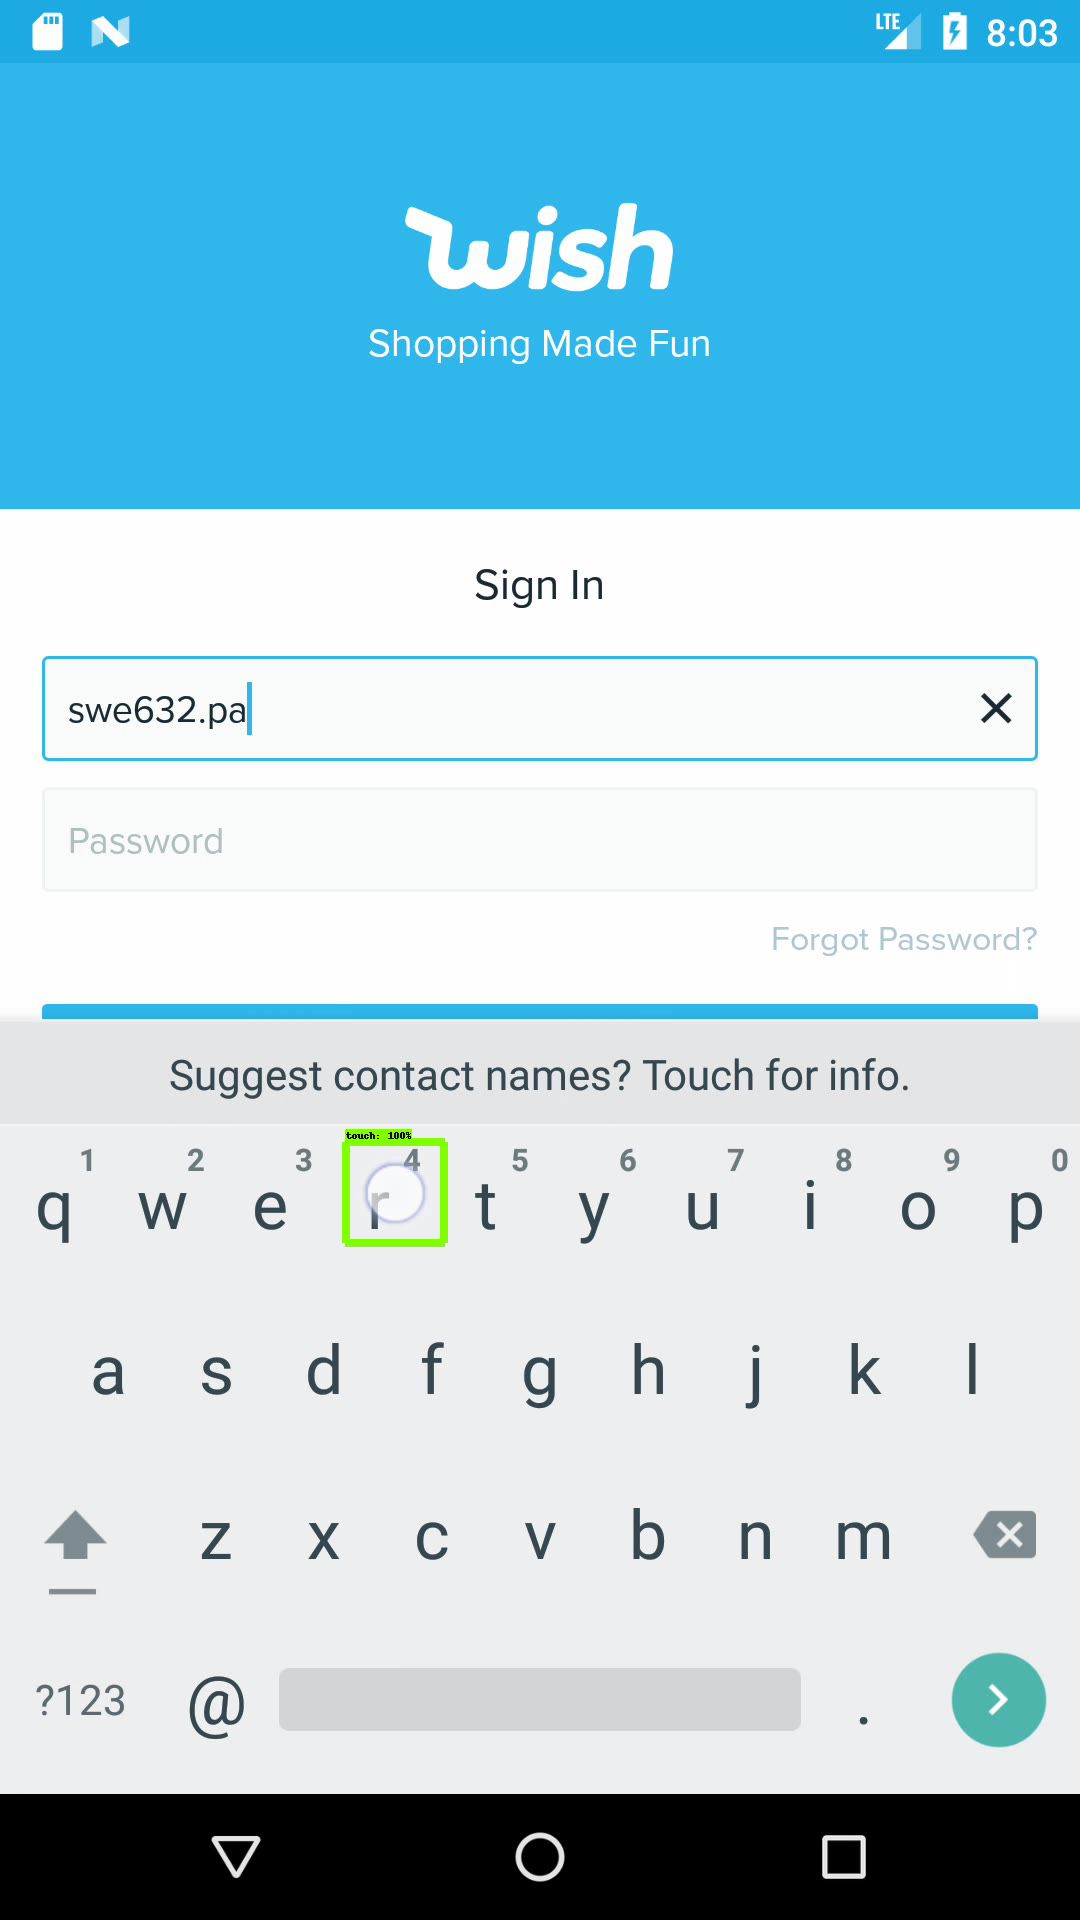 LTE 8:03
wish
Shopping Made Fun
Sign In
swe632.pa
Password
Forgot Password?
Suggest contact names? Touch for info.
touch: 100%
1 2 3 4 5 6 7 8 9 0
q w e r t y u i o p
a s d f g h j k l
z x c v b n m
?123 @ .